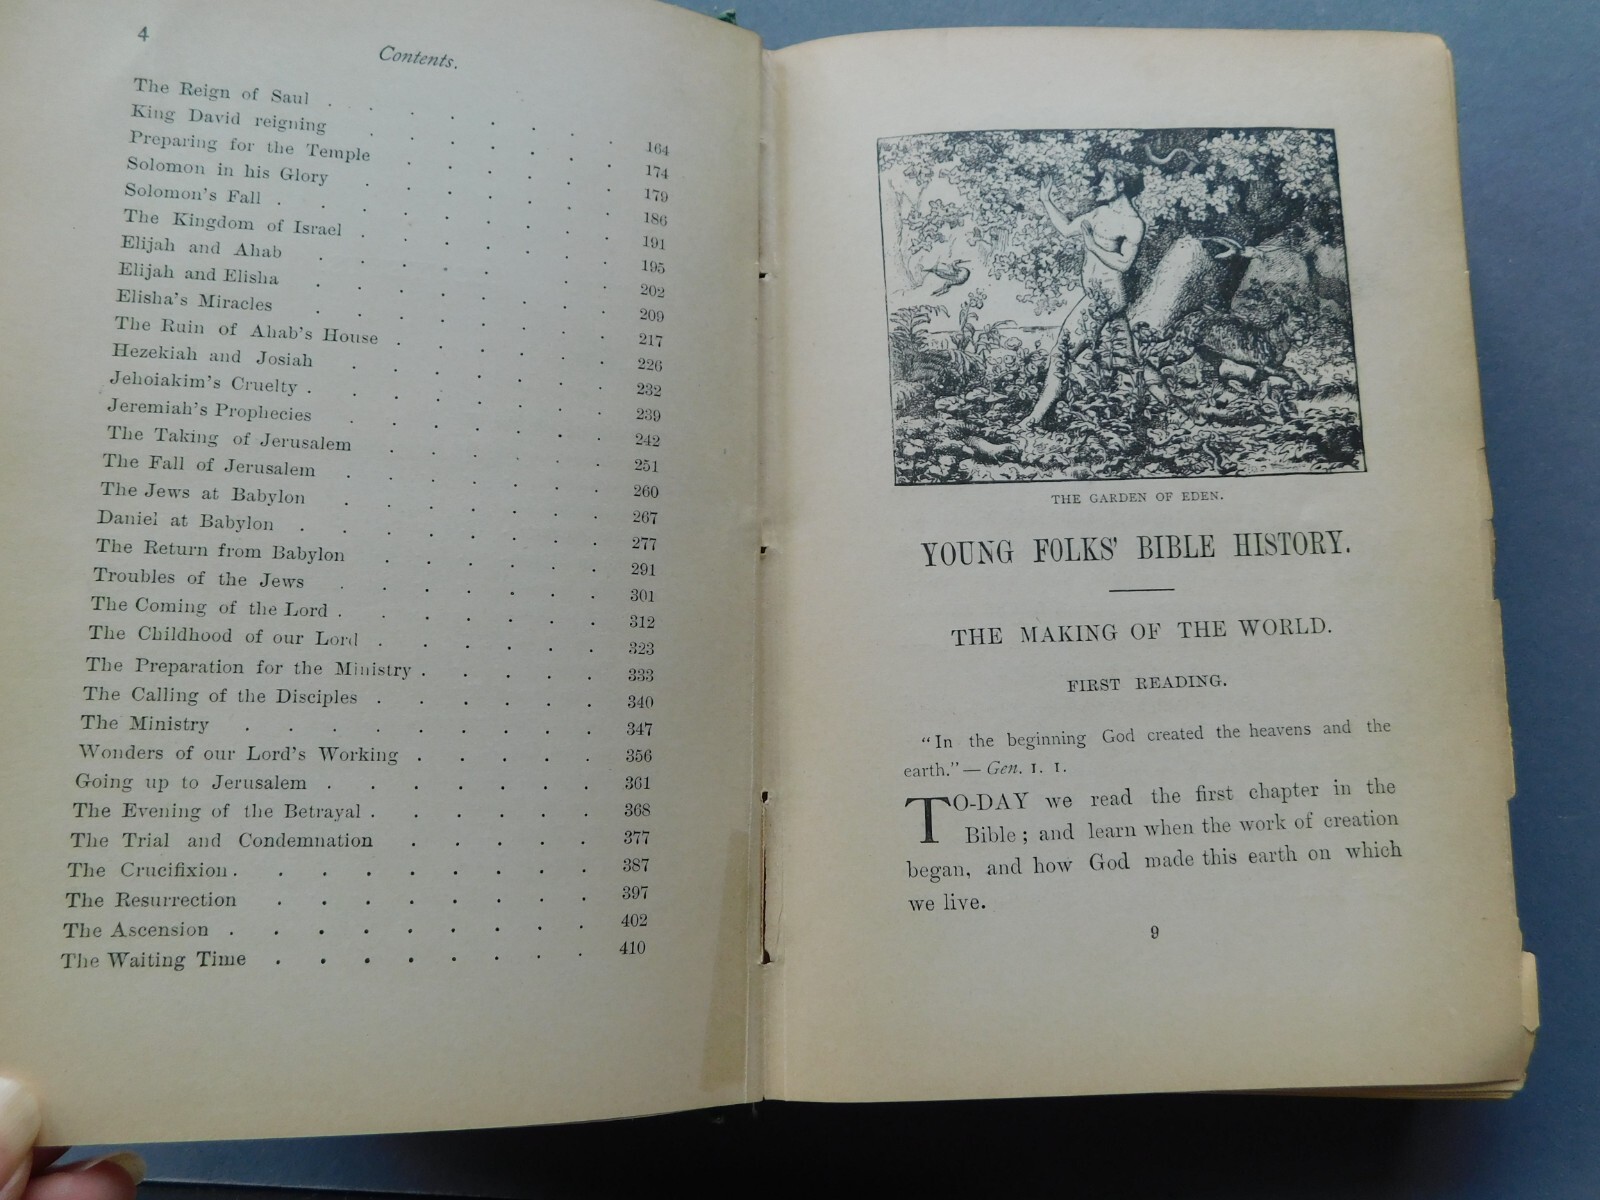 4
Contents.
The Reign of Saul . . . . . . . . 164
King David reigning . . . . . . . 174
Preparing for the Temple . . . . . . 179
Solomon in his Glory . . . . . . . 186
Solomon's Fall . . . . . . . . 191
The Kingdom of Israel . . . . . . . 195
Elijah and Ahab . . . . . . . . 202
Elijah and Elisha . . . . . . . . 209
Elisha's Miracles . . . . . . . . 217
The Ruin of Ahab's House . . . . . . 226
Hezekiah and Josiah . . . . . . . 232
Jehoiakim's Cruelty . . . . . . . 239
Jeremiah's Prophecies . . . . . . . 242
The Taking of Jerusalem . . . . . . 251
The Fall of Jerusalem . . . . . . . 260
The Jews at Babylon . . . . . . . 267
Daniel at Babylon . . . . . . . . 277
The Return from Babylon . . . . . . 291
Troubles of the Jews . . . . . . . 301
The Coming of the Lord . . . . . . . 312
The Childhood of our Lord . . . . . . 323
The Preparation for the Ministry . . . . . 333
The Calling of the Disciples . . . . . . 340
The Ministry . . . . . . . . . 347
Wonders of our Lord's Working . . . . . 356
Going up to Jerusalem . . . . . . . 361
The Evening of the Betrayal . . . . . . 368
The Trial and Condemnation . . . . . 377
The Crucifixion . . . . . . . . . 387
The Resurrection . . . . . . . . 397
The Ascension . . . . . . . . . 402
The Waiting Time . . . . . . . . 410
THE GARDEN OF EDEN.
YOUNG FOLKS' BIBLE HISTORY.
THE MAKING OF THE WORLD.
FIRST READING.
"In the beginning God created the heavens and the
earth." — Gen. I. I.
TO-DAY we read the first chapter in the
Bible; and learn when the work of creation
began, and how God made this earth on which
we live.
9